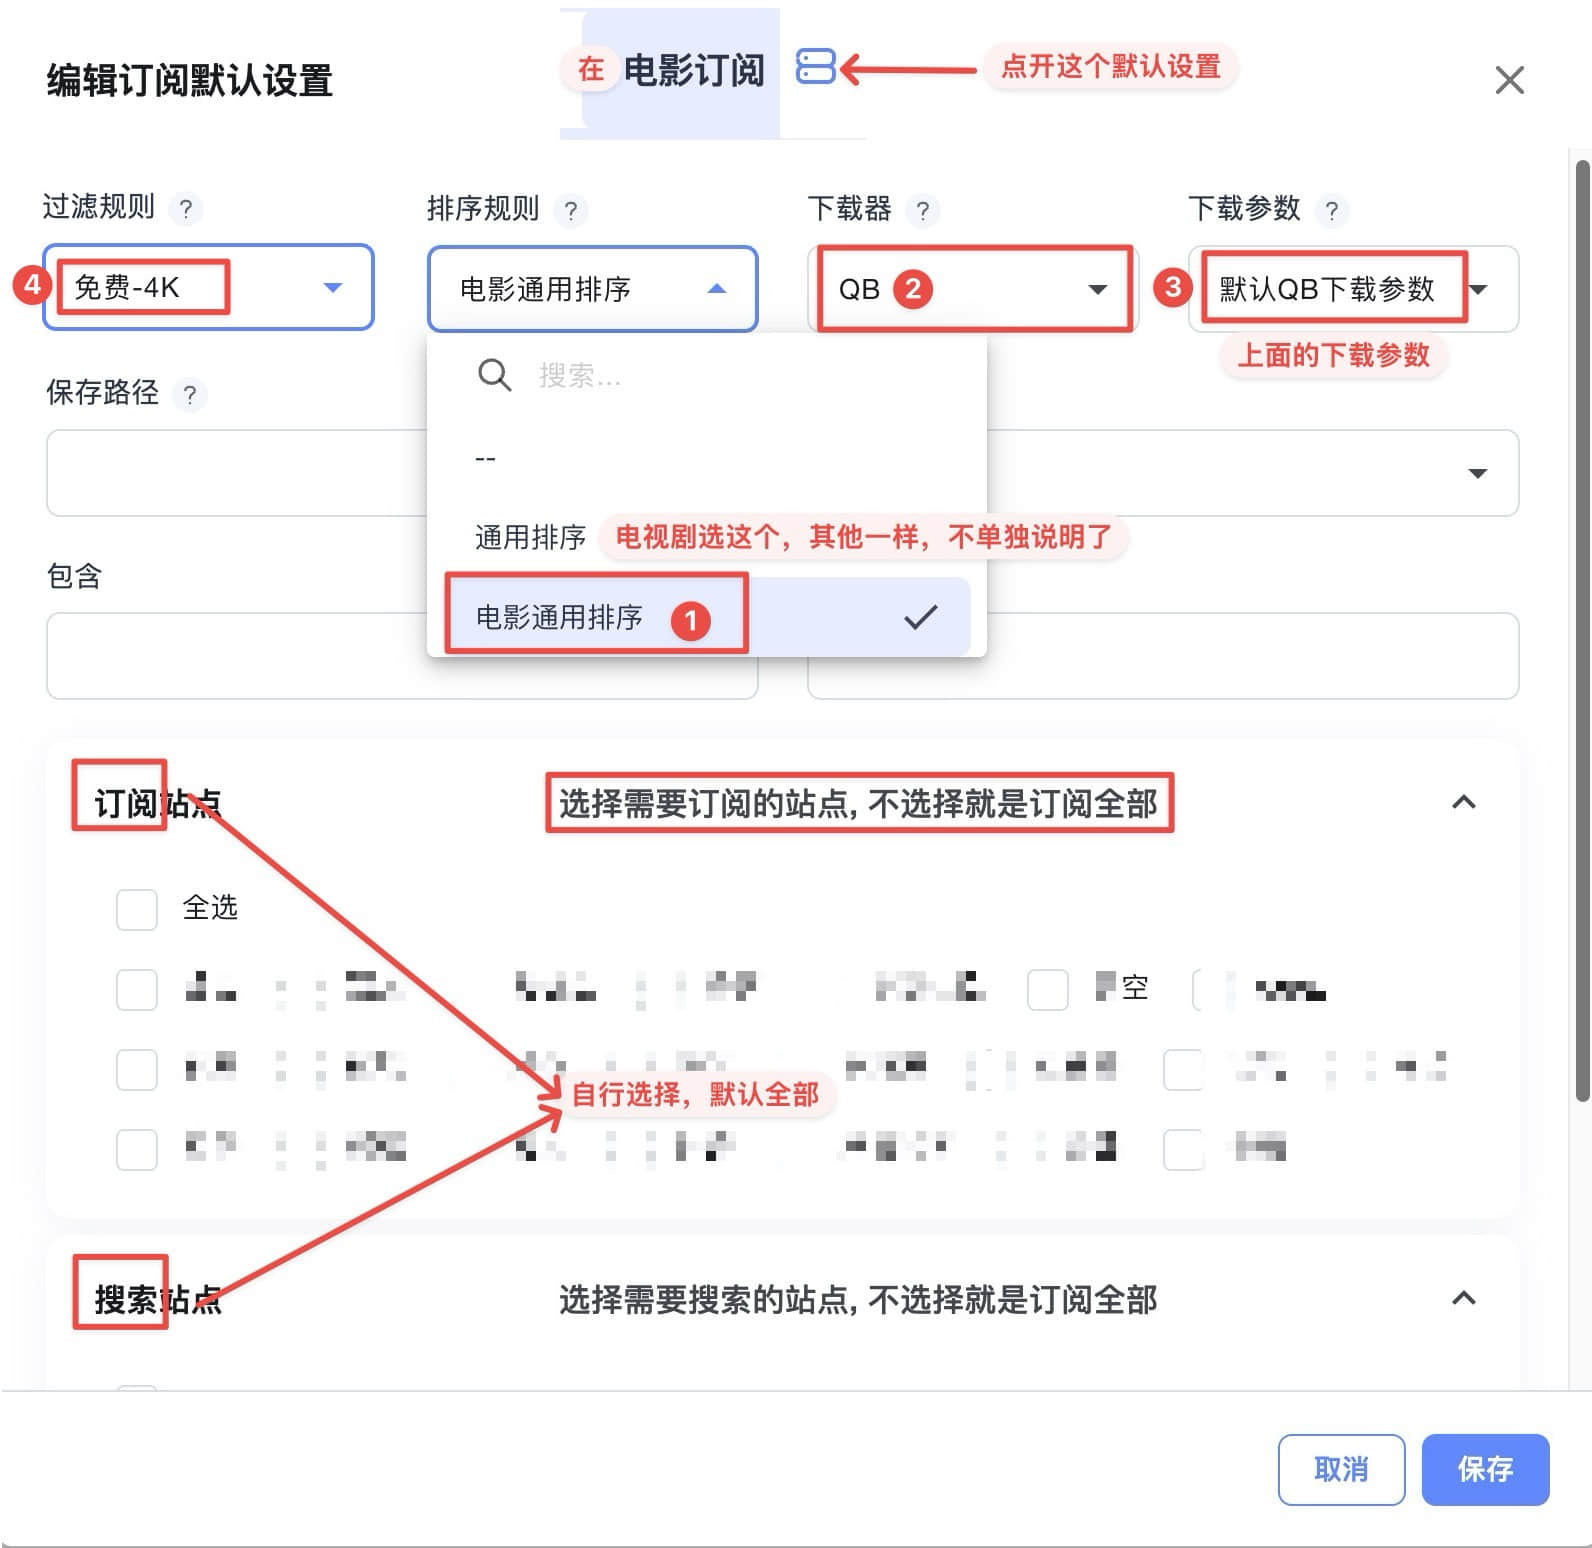 编辑订阅默认设置
在 电影订阅
点开这个默认设置
过滤规则 ?
排序规则 ?
下载器 ?
下载参数 ?
4 免费-4K
电影通用排序
QB 2
3 默认QB下载参数
上面的下载参数
搜索...
保存路径 ?
--
通用排序 电视剧选这个，其他一样，不单独说明了
包含
电影通用排序 1
订阅站点
选择需要订阅的站点, 不选择就是订阅全部
全选
空
自行选择，默认全部
搜索站点
选择需要搜索的站点, 不选择就是订阅全部
取消
保存